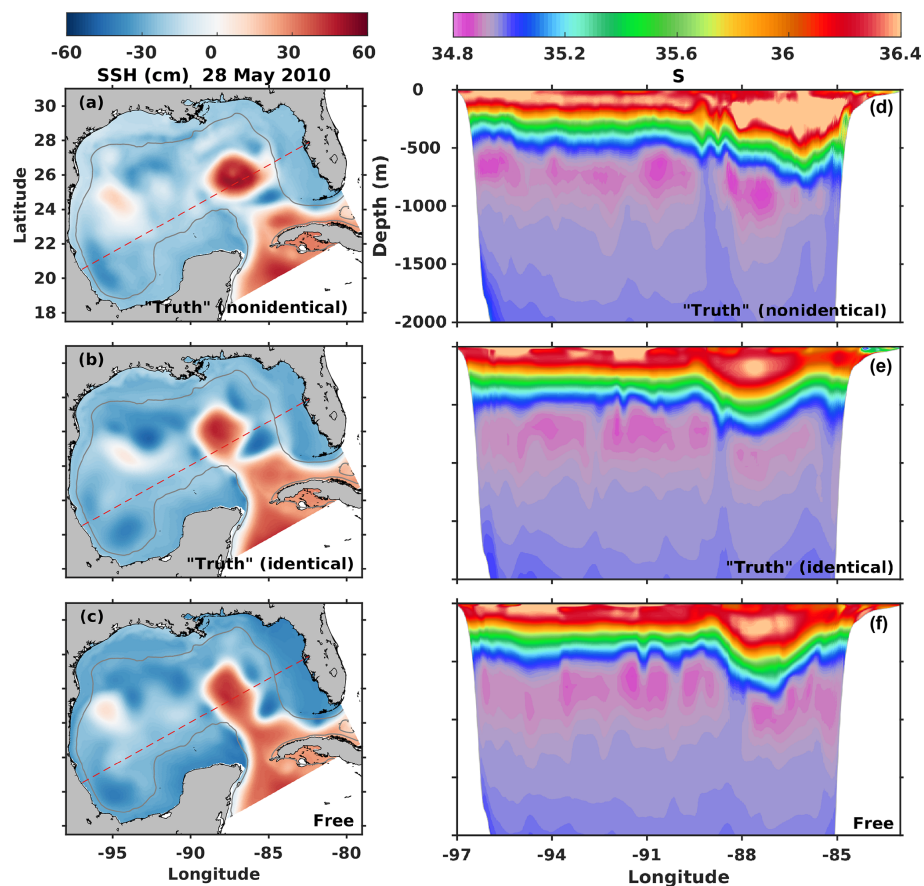 -60 -30 0 30 60
SSH (cm) 28 May 2010
34.8 35.2 35.6 36 36.4
S
(a)
30
28
26
24
22
20
18
Latitude
"Truth" (nonidentical)
(d)
0
-500
-1000
-1500
-2000
Depth (m)
"Truth" (nonidentical)
(b)
"Truth" (identical)
(e)
"Truth" (identical)
(c)
Free
-95 -90 -85 -80
Longitude
(f)
Free
-97 -94 -91 -88 -85
Longitude